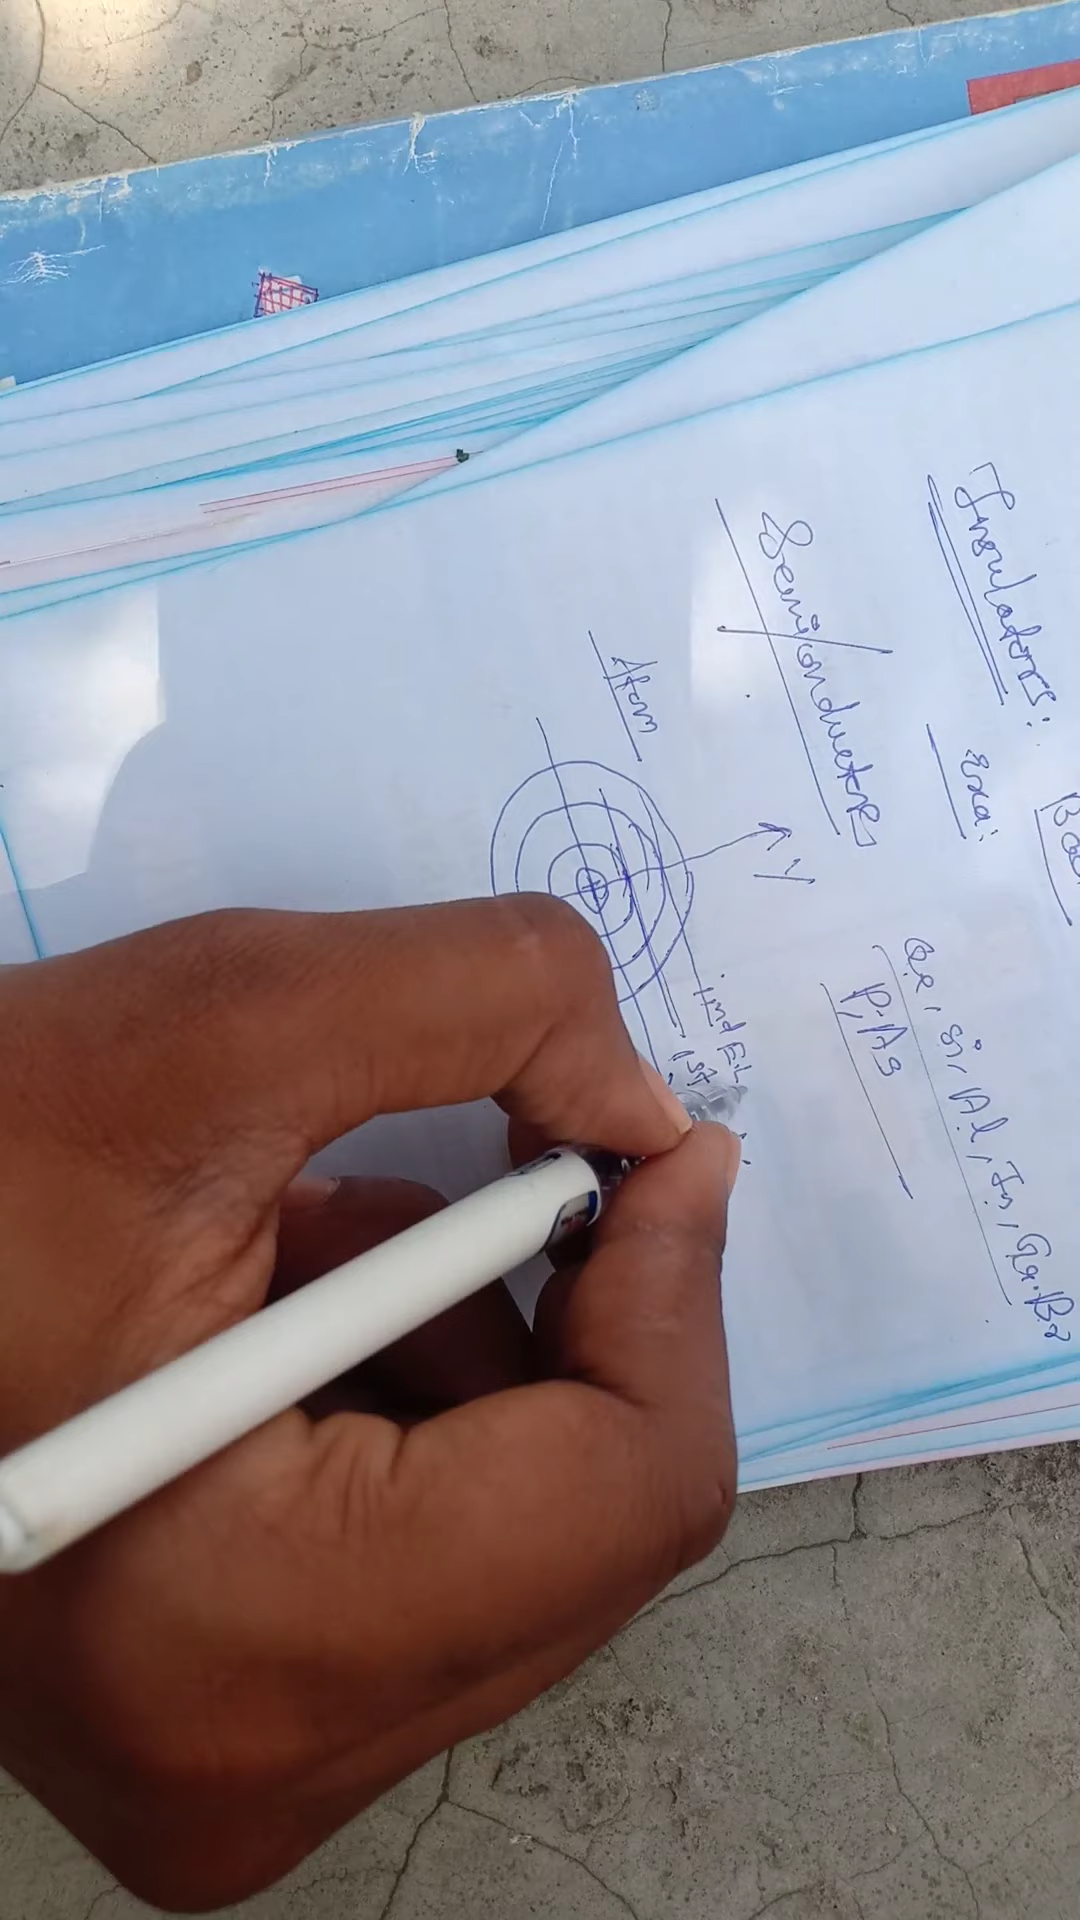 Insulators:
Exa:
Semiconductors
Ge, Si, Al, In, Ga, B
P, As
Atom
Y
IInd E.L
Ist